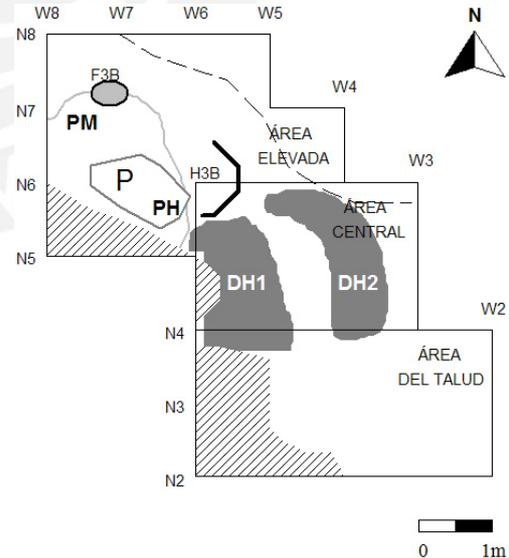 W8 W7 W6 W5
N
N8
F3B
W4
N7
PM
ÁREA
ELEVADA
W3
H3B
P
N6
PH
ÁREA
CENTRAL
N5
DH1
DH2
W2
N4
ÁREA
DEL TALUD
N3
N2
0 1m